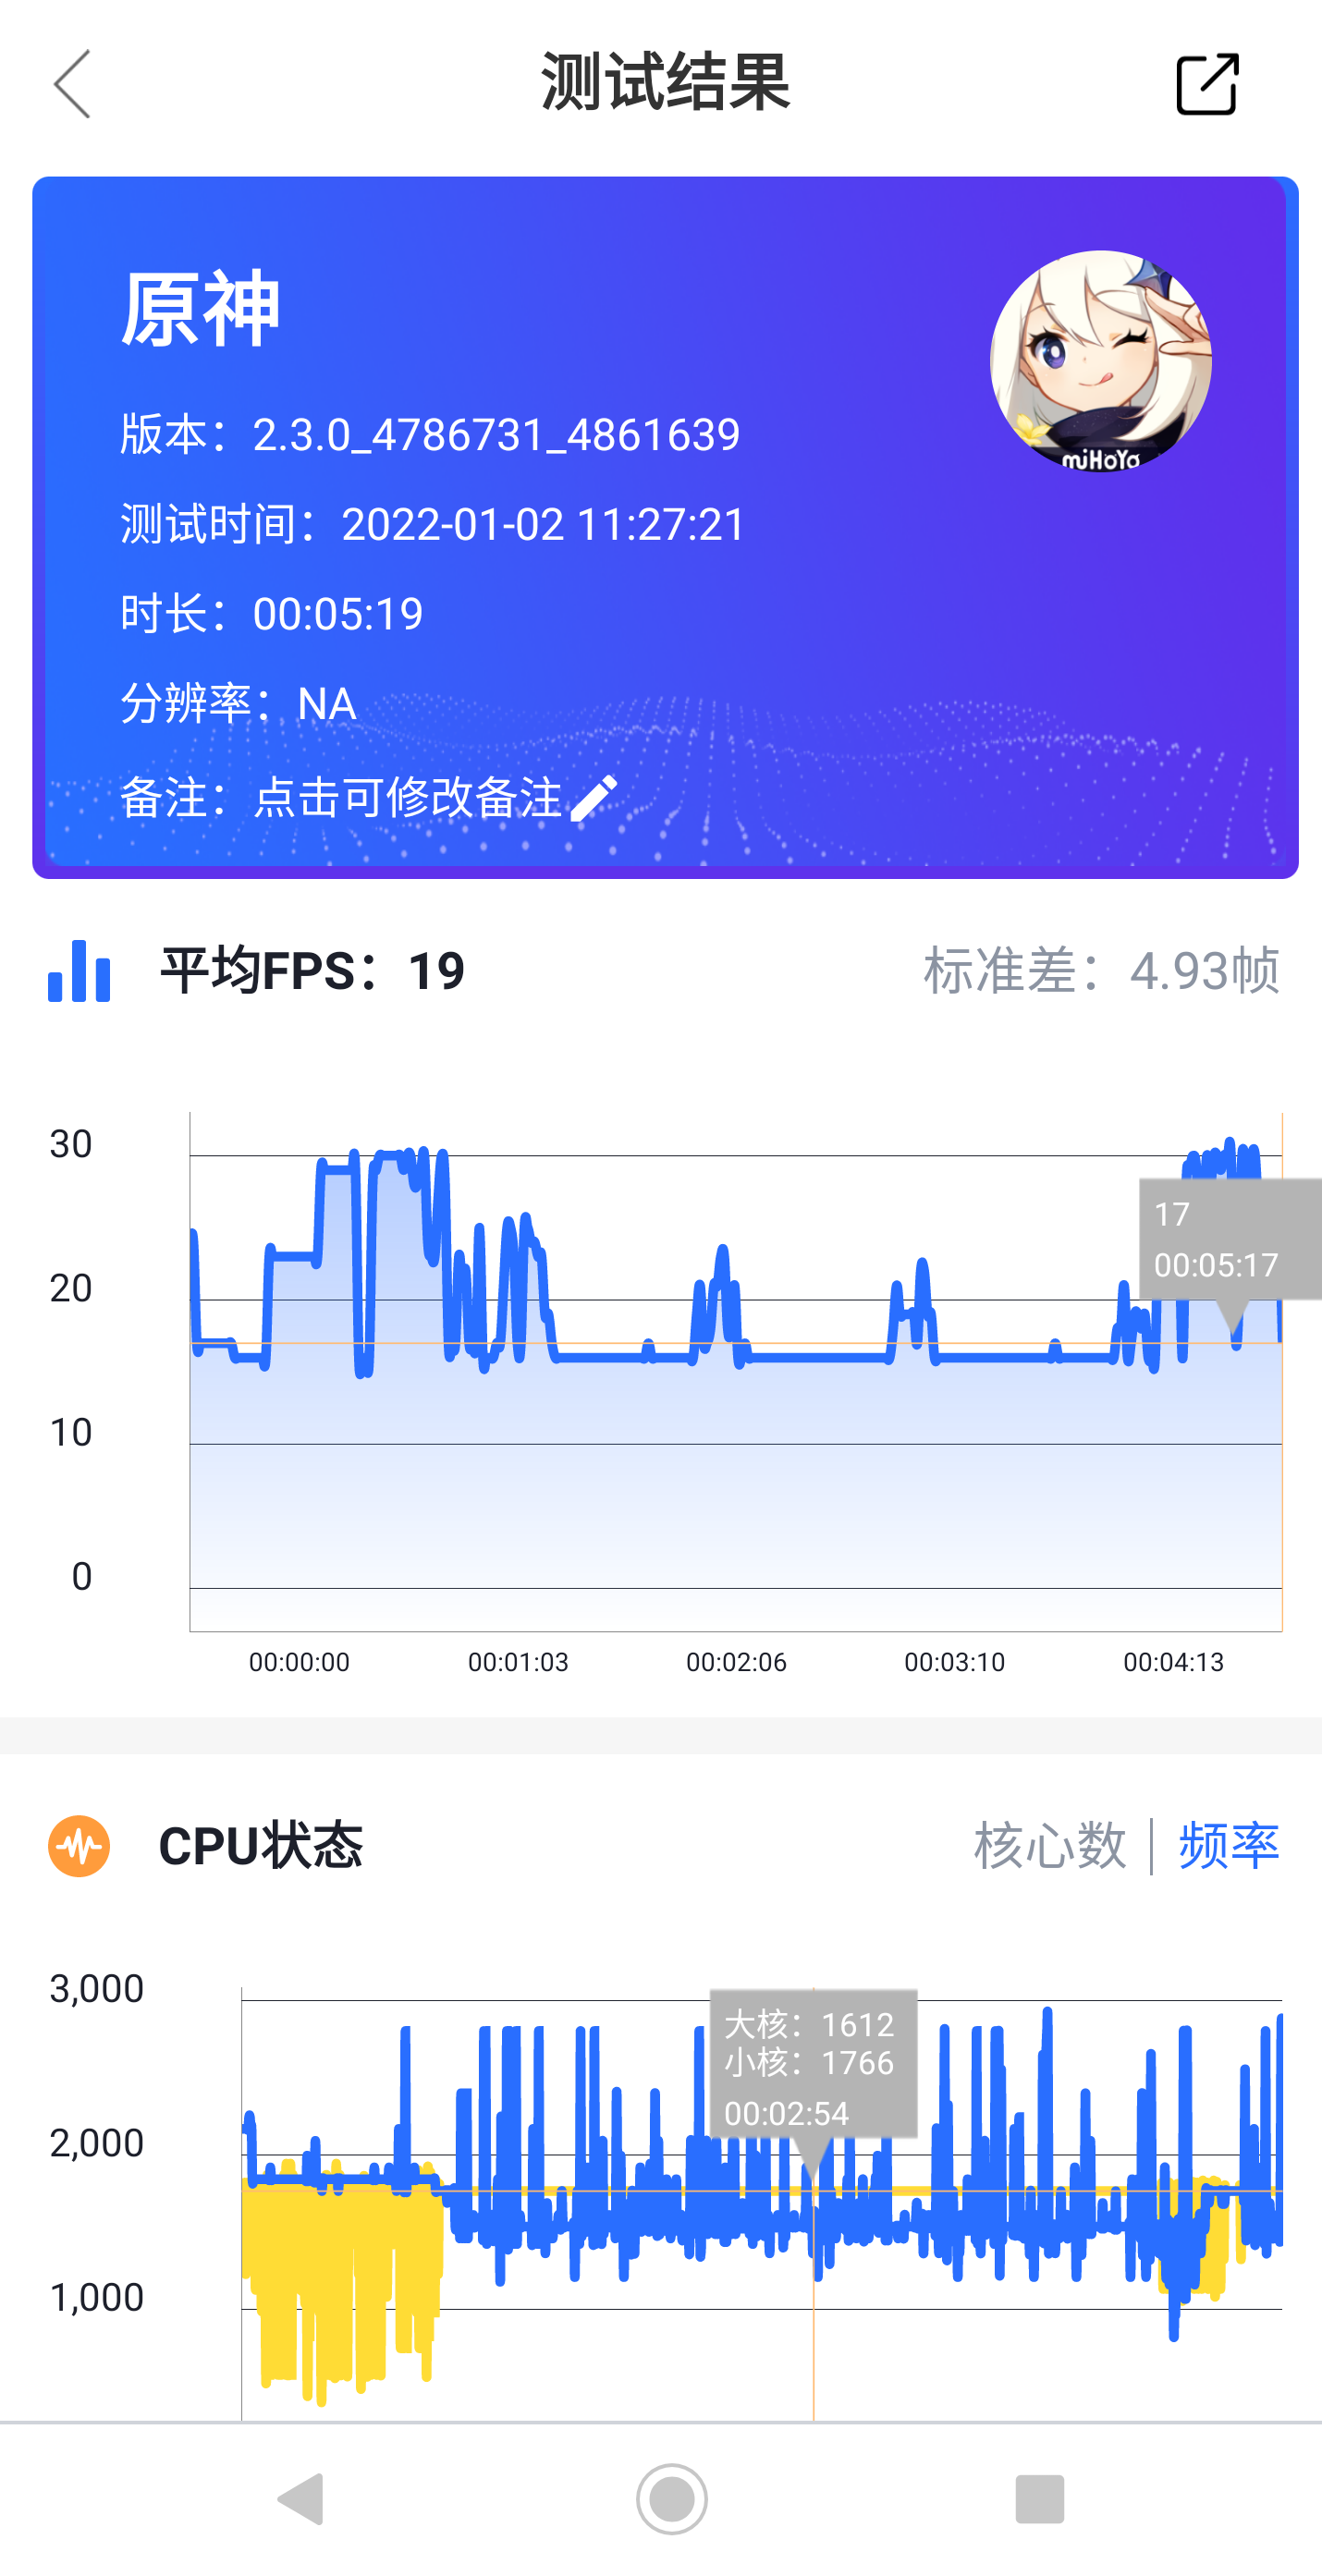 测试结果
原神
miHoYo
版本：2.3.0_4786731_4861639
测试时间：2022-01-02 11:27:21
时长：00:05:19
分辨率：NA
备注：点击可修改备注
平均FPS：19
标准差：4.93帧
30
17
00:05:17
20
10
0
00:00:00 00:01:03 00:02:06 00:03:10 00:04:13
CPU状态
核心数 | 频率
3,000
大核：1612
小核：1766
00:02:54
2,000
1,000